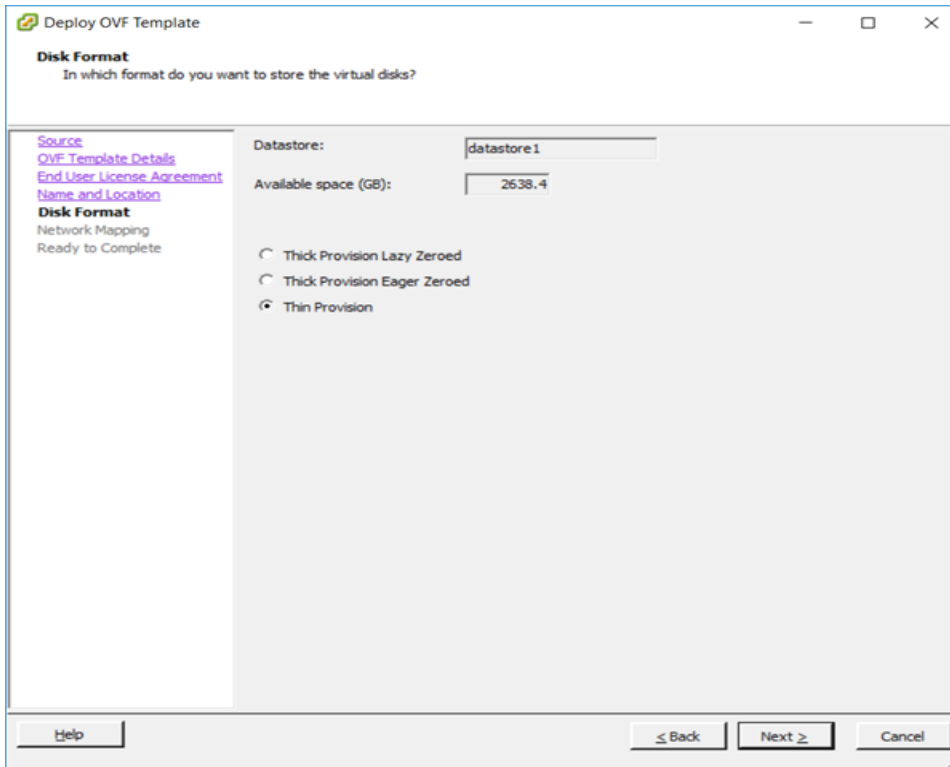 Deploy OVF Template
Disk Format
In which format do you want to store the virtual disks?
Source
OVF Template Details
End User License Agreement
Name and Location
Disk Format
Network Mapping
Ready to Complete
Datastore:
datastore1
Available space (GB):
2638.4
Thick Provision Lazy Zeroed
Thick Provision Eager Zeroed
Thin Provision
Help
< Back
Next >
Cancel